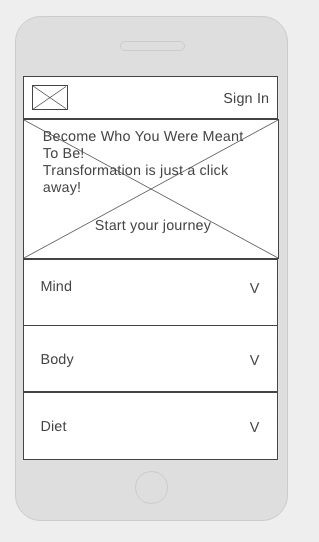 Sign In
Become Who You Were Meant
To Be!
Transformation is just a click
away!
Start your journey
Mind V
Body V
Diet V